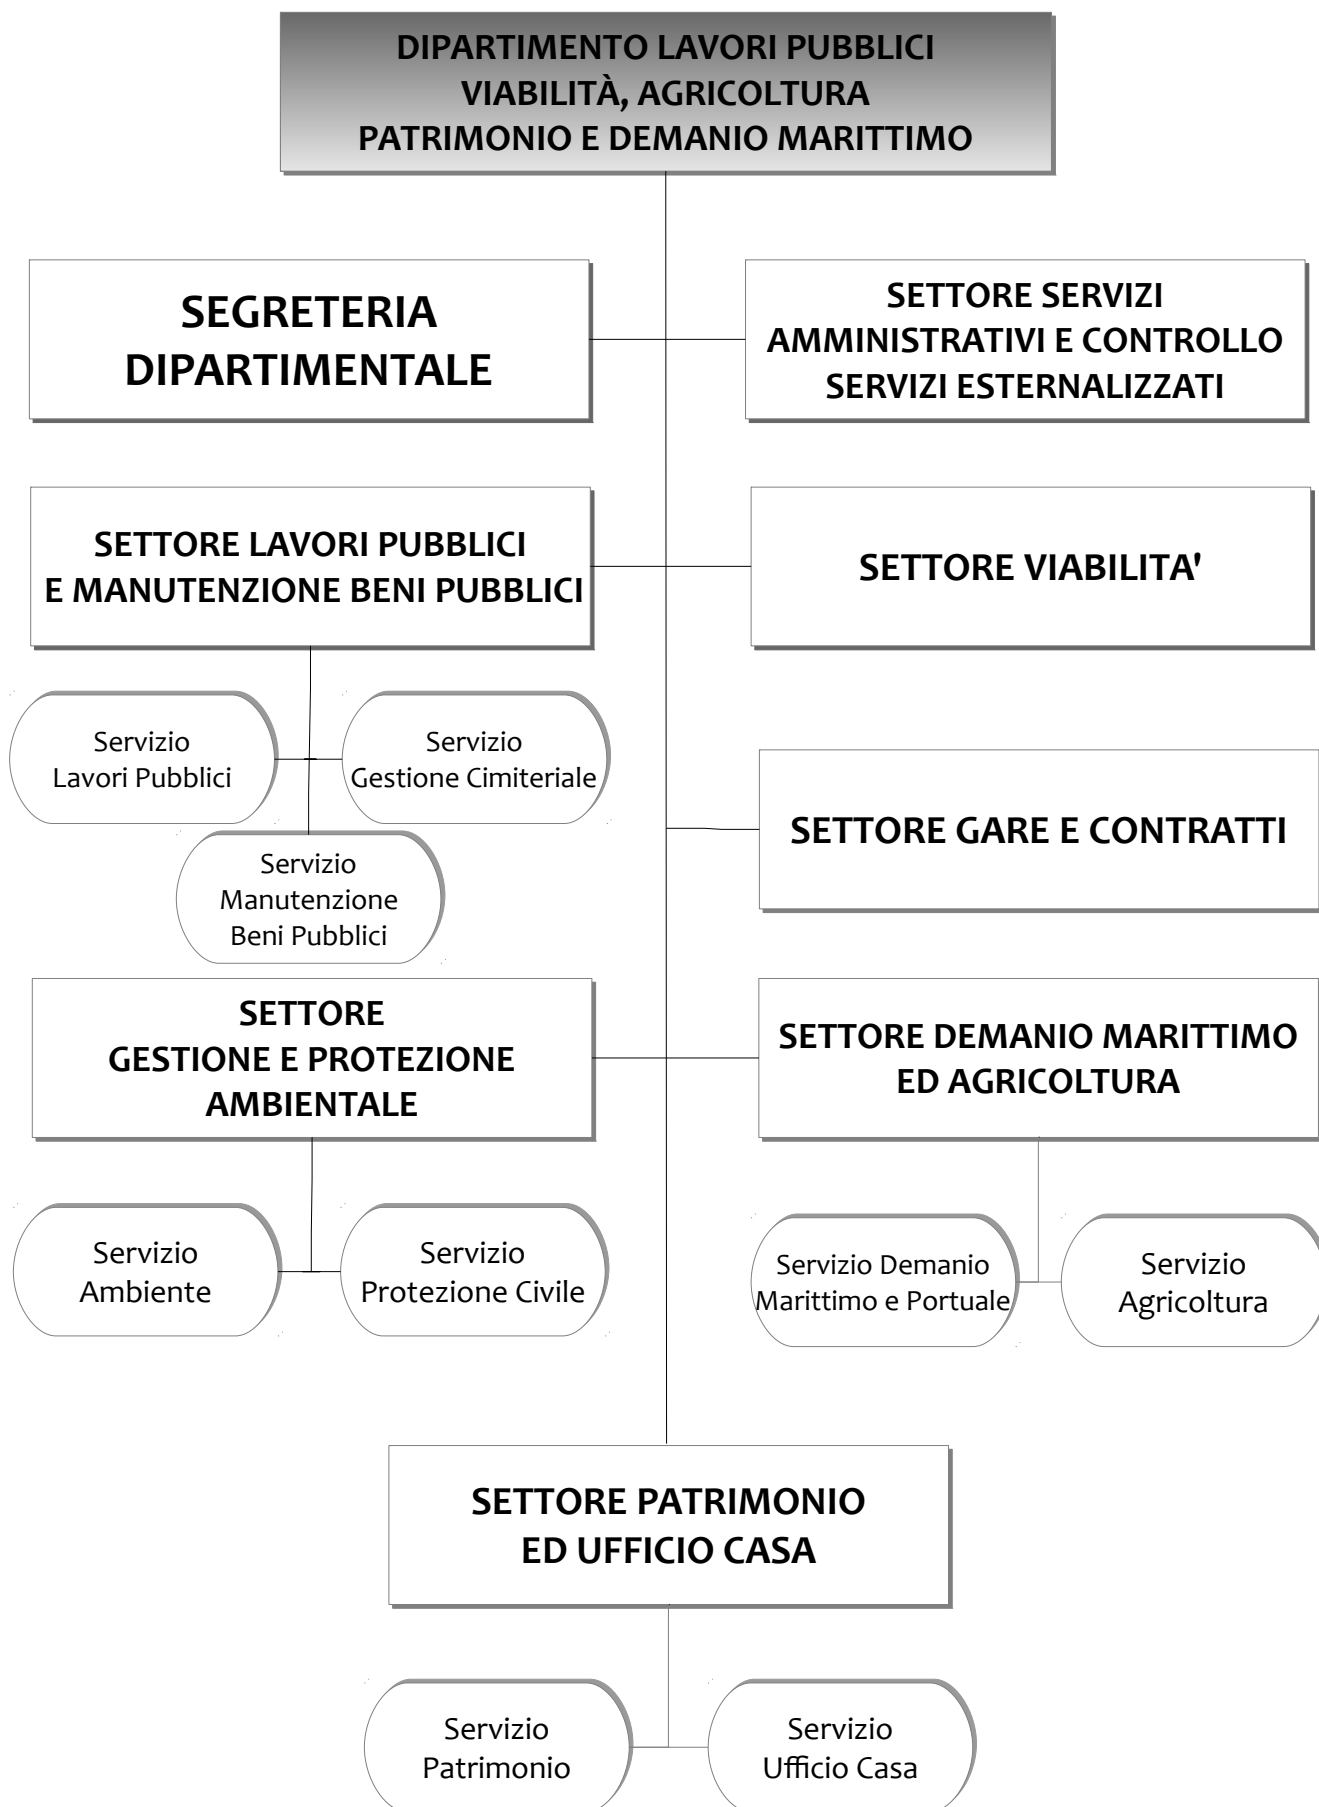 DIPARTIMENTO LAVORI PUBBLICI
VIABILITÀ, AGRICOLTURA
PATRIMONIO E DEMANIO MARITTIMO
SEGRETERIA
DIPARTIMENTALE
SETTORE SERVIZI
AMMINISTRATIVI E CONTROLLO
SERVIZI ESTERNALIZZATI
SETTORE LAVORI PUBBLICI
E MANUTENZIONE BENI PUBBLICI
SETTORE VIABILITA'
Servizio
Lavori Pubblici
Servizio
Gestione Cimiteriale
Servizio
Manutenzione
Beni Pubblici
SETTORE GARE E CONTRATTI
SETTORE
GESTIONE E PROTEZIONE
AMBIENTALE
SETTORE DEMANIO MARITTIMO
ED AGRICOLTURA
Servizio
Ambiente
Servizio
Protezione Civile
Servizio Demanio
Marittimo e Portuale
Servizio
Agricoltura
SETTORE PATRIMONIO
ED UFFICIO CASA
Servizio
Patrimonio
Servizio
Ufficio Casa